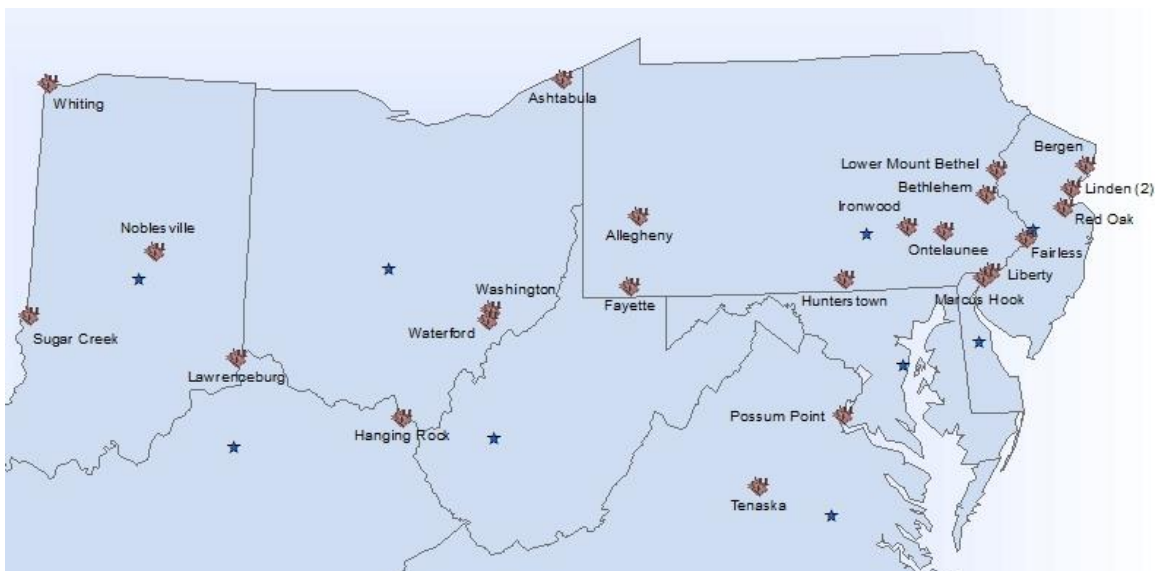 Whiting
Ashtabula
Bergen
Lower Mount Bethel
Linden (2)
Bethlehem
Ironwood
Red Oak
Noblesville
Allegheny
Ontelaunee
Fairless
Liberty
Washington
Fayette
Hunterstown
Marcus Hook
Waterford
Sugar Creek
Lawrenceburg
Possum Point
Hanging Rock
Tenaska